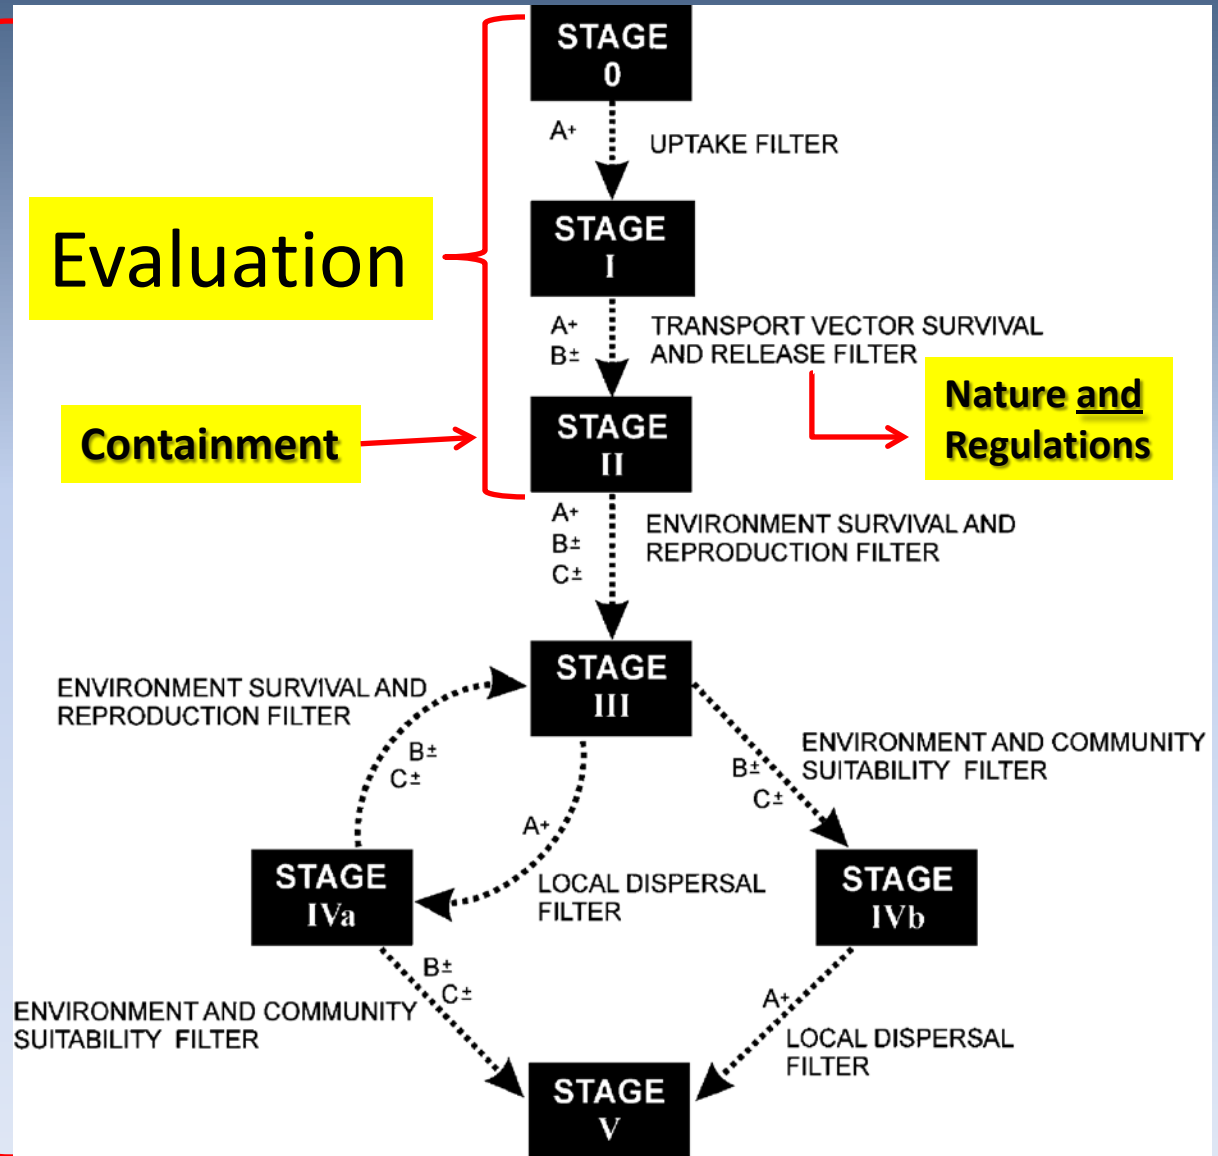 STAGE
0
A+
UPTAKE FILTER
Evaluation
STAGE
I
A+
B±
TRANSPORT VECTOR SURVIVAL
AND RELEASE FILTER
Nature and
Regulations
Containment
STAGE
II
A+
B±
C±
ENVIRONMENT SURVIVAL AND
REPRODUCTION FILTER
STAGE
III
ENVIRONMENT SURVIVAL AND
REPRODUCTION FILTER
B±
C±
A+
LOCAL DISPERSAL
FILTER
B±
C±
ENVIRONMENT AND COMMUNITY
SUITABILITY FILTER
STAGE
IVa
STAGE
IVb
B±
C±
ENVIRONMENT AND COMMUNITY
SUITABILITY FILTER
A+
LOCAL DISPERSAL
FILTER
STAGE
V